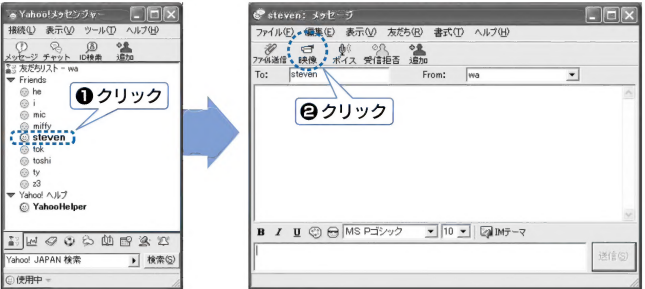 Yahoo!メッセンジャー
接続(L) 表示(V) ツール(T) ヘルプ(H)
メッセージ チャット ID検索 追加
友だちリスト - wa
Friends
he
i
mic
miffy
steven
tok
toshi
ty
z3
Yahoo! ヘルプ
YahooHelper
Yahoo! JAPAN 検索 検索(S)
使用中
❶クリック
steven: メッセージ
ファイル(F) 編集(E) 表示(V) 友だち(R) 書式(T) ヘルプ(H)
ファイル送信 映像 ボイス 受信拒否 追加
To: steven From: wa
❷クリック
B I U MS Pゴシック 10 IMテーマ
送信(S)